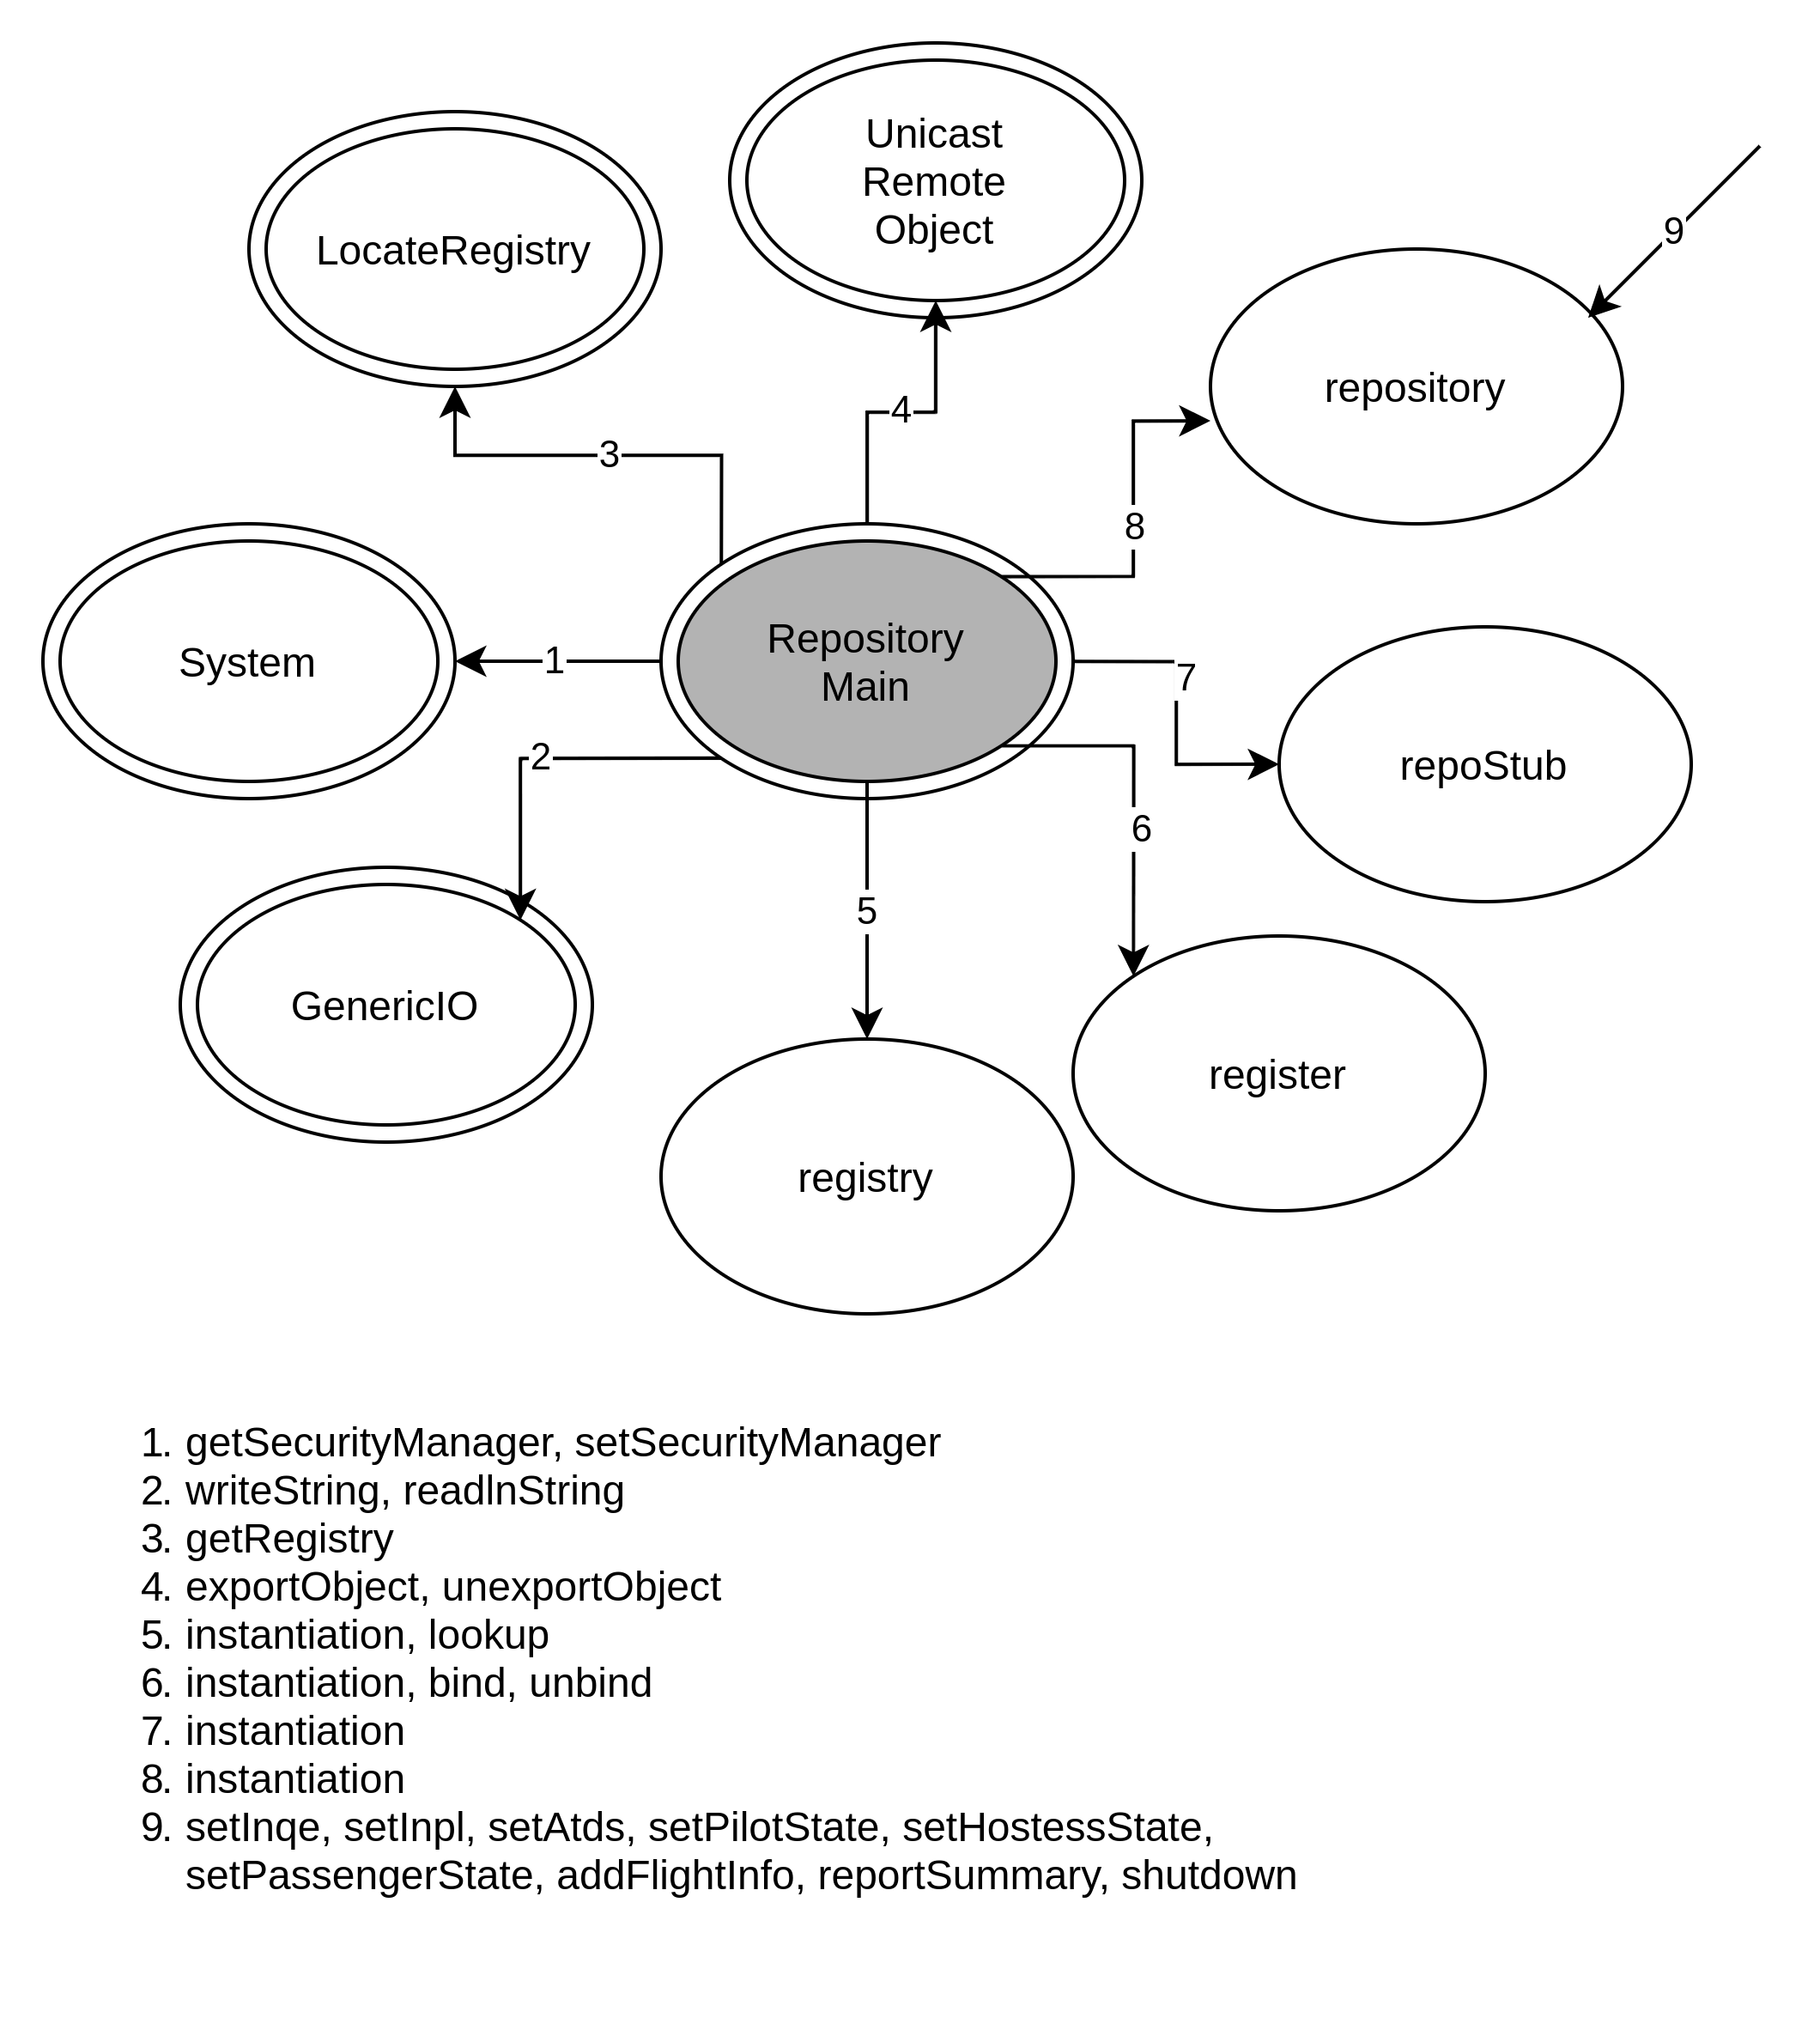 Unicast
Remote
Object
LocateRegistry
9
repository
4
3
8
Repository
Main
System
1
7
2
repoStub
6
5
GenericIO
register
registry
1. getSecurityManager, setSecurityManager
2. writeString, readlnString
3. getRegistry
4. exportObject, unexportObject
5. instantiation, lookup
6. instantiation, bind, unbind
7. instantiation
8. instantiation
9. setInqe, setInpl, setAtds, setPilotState, setHostessState,
setPassengerState, addFlightInfo, reportSummary, shutdown